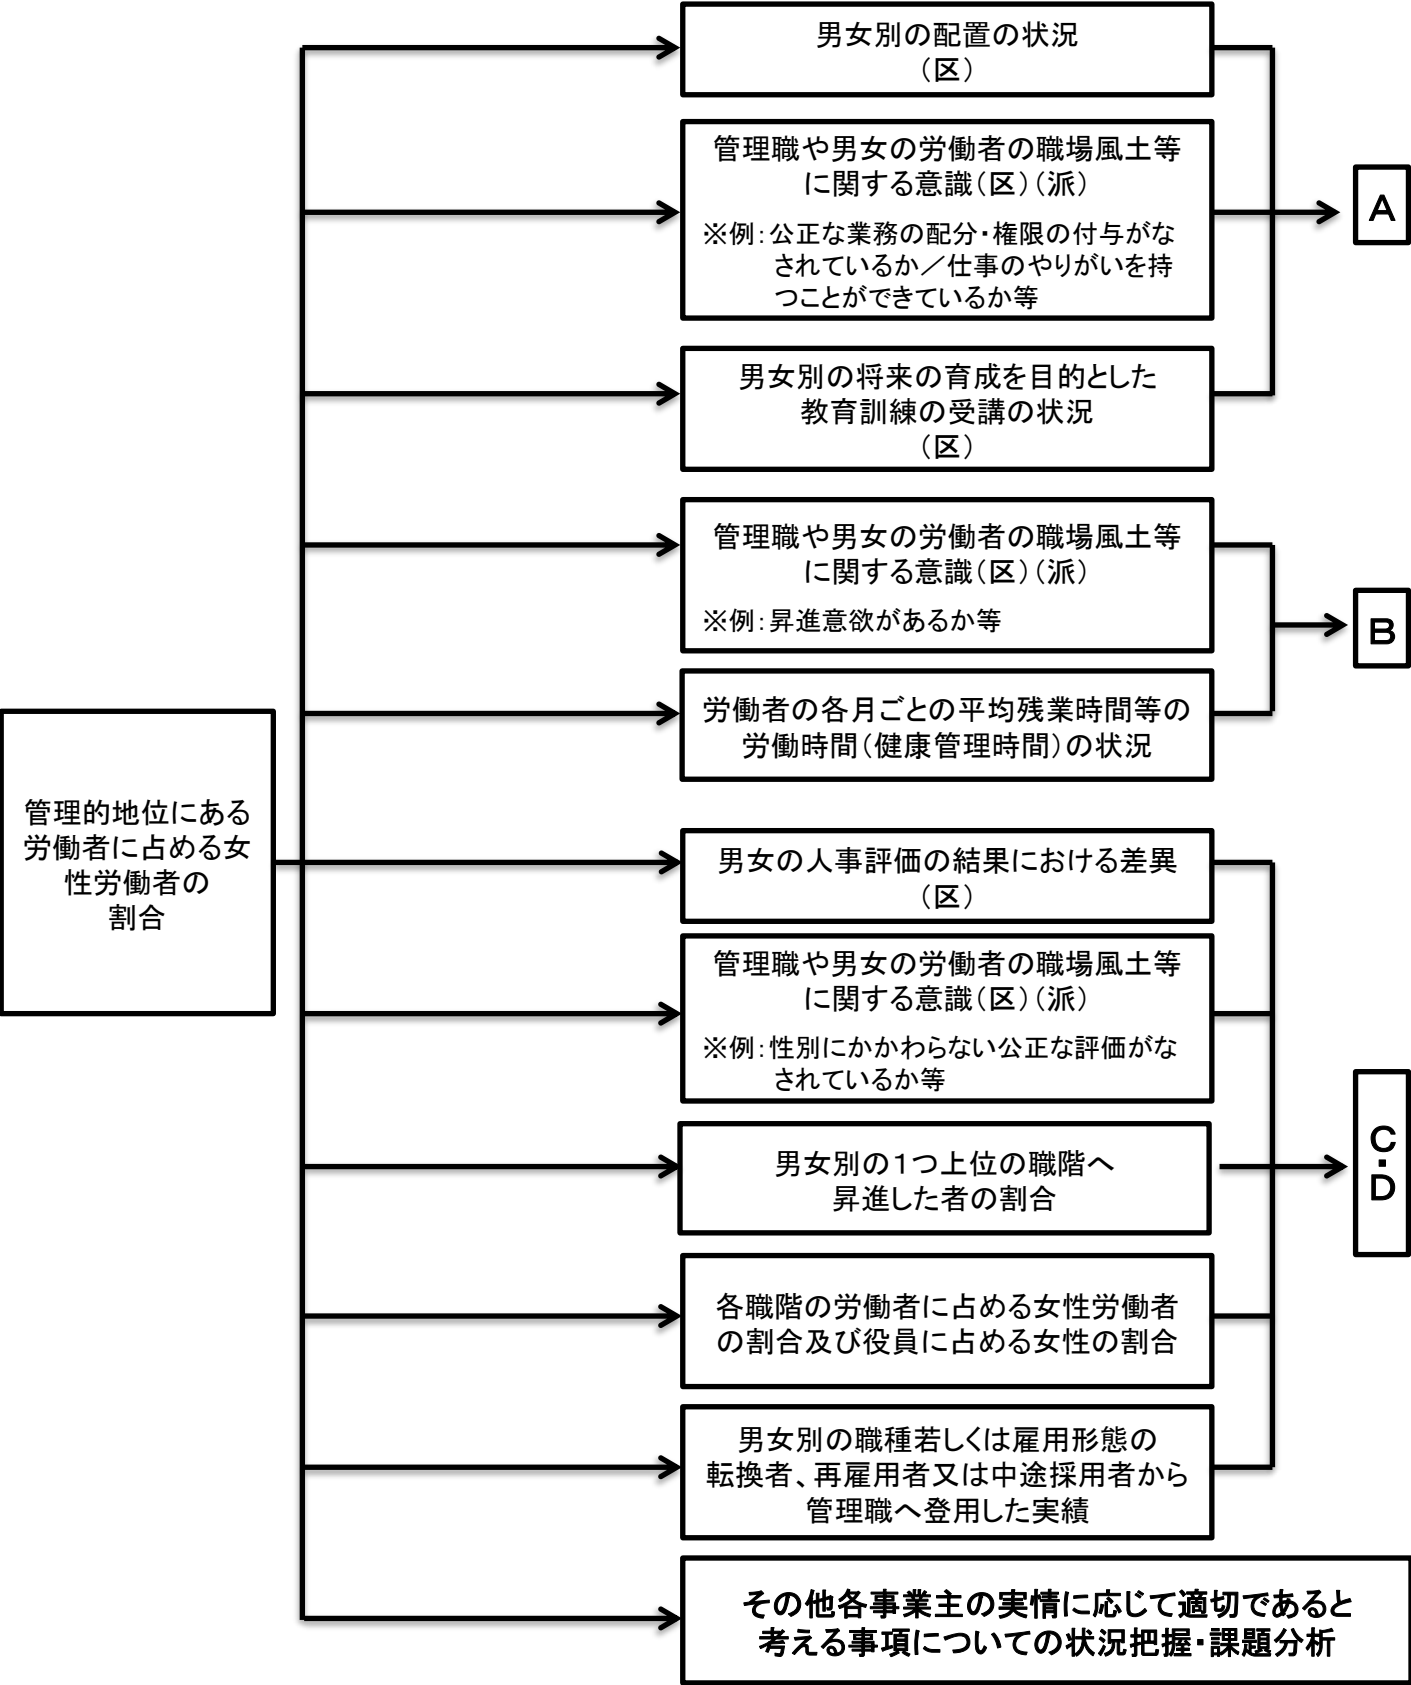 男女別の配置の状況
（区）
管理職や男女の労働者の職場風土等
に関する意識（区）（派）
※例：公正な業務の配分・権限の付与がな
されているか／仕事のやりがいを持
つことができているか等
A
男女別の将来の育成を目的とした
教育訓練の受講の状況
（区）
管理職や男女の労働者の職場風土等
に関する意識（区）（派）
※例：昇進意欲があるか等
B
労働者の各月ごとの平均残業時間等の
労働時間（健康管理時間）の状況
管理的地位にある
労働者に占める女
性労働者の
割合
男女の人事評価の結果における差異
（区）
管理職や男女の労働者の職場風土等
に関する意識（区）（派）
※例：性別にかかわらない公正な評価がな
されているか等
男女別の１つ上位の職階へ
昇進した者の割合
C・D
各職階の労働者に占める女性労働者
の割合及び役員に占める女性の割合
男女別の職種若しくは雇用形態の
転換者、再雇用者又は中途採用者から
管理職へ登用した実績
その他各事業主の実情に応じて適切であると
考える事項についての状況把握・課題分析